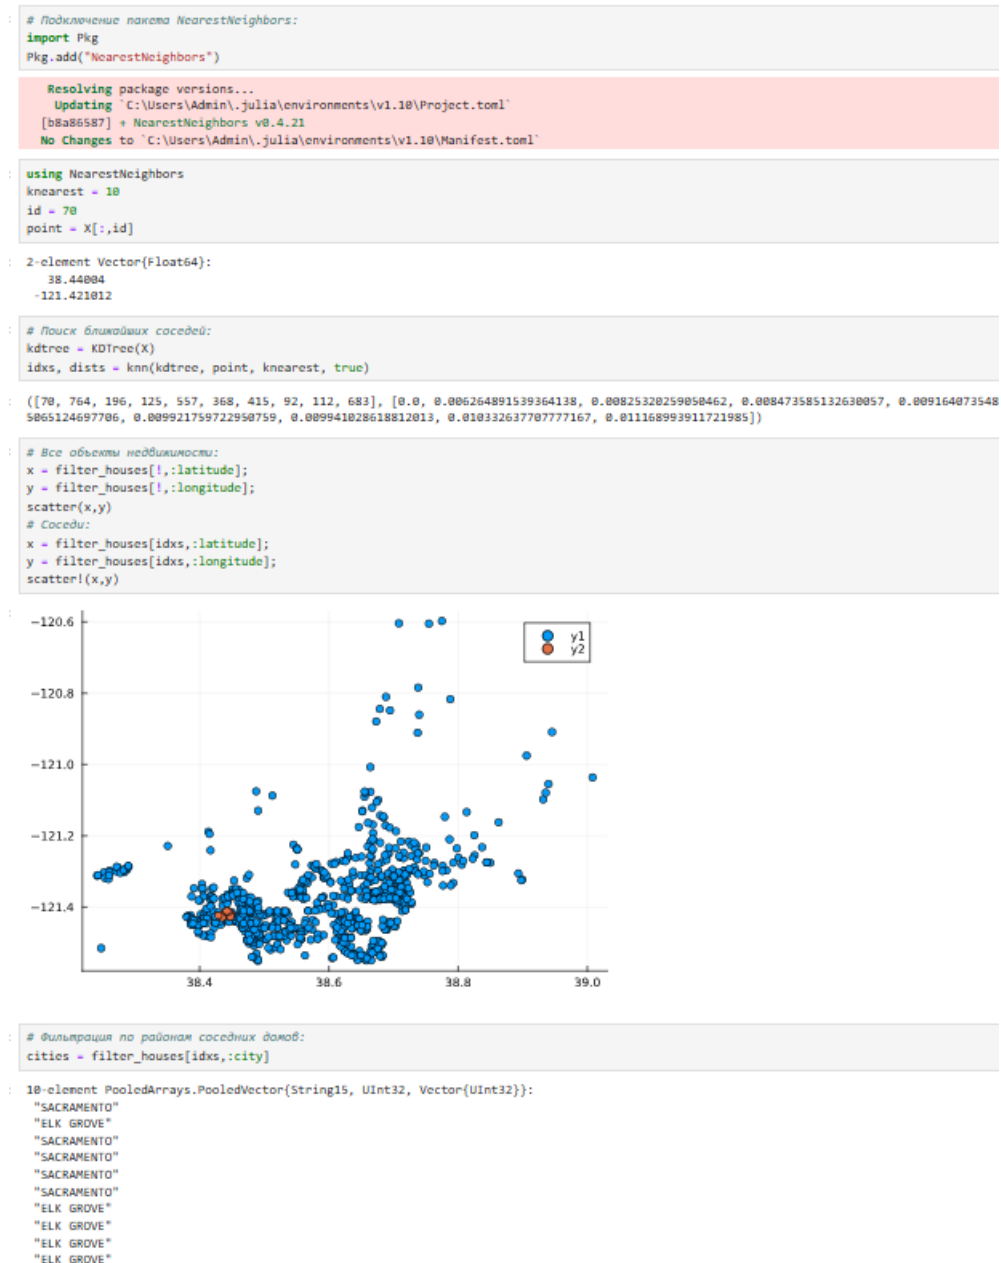 # Подключение пакета NearestNeighbors:
import Pkg
Pkg.add("NearestNeighbors")
Resolving package versions...
Updating `C:\Users\Admin\.julia\environments\v1.10\Project.toml`
[b8a86587] + NearestNeighbors v0.4.21
No Changes to `C:\Users\Admin\.julia\environments\v1.10\Manifest.toml`
using NearestNeighbors
knearest = 10
id = 70
point = X[:,id]
2-element Vector{Float64}:
38.44004
-121.421012
# Поиск ближайших соседей:
kdtree = KDTree(X)
idxs, dists = knn(kdtree, point, knearest, true)
([70, 764, 196, 125, 557, 368, 415, 92, 112, 683], [0.0, 0.006264891539364138, 0.00825320259050462, 0.008473585132630057, 0.009164073548
5065124697706, 0.009921759722950759, 0.009941028618812013, 0.010332637707777167, 0.011168993911721985])
# Все объекты недвижимости:
x = filter_houses[!,:latitude];
y = filter_houses[!,:longitude];
scatter(x,y)
# Соседи:
x = filter_houses[idxs,:latitude];
y = filter_houses[idxs,:longitude];
scatter!(x,y)
−120.6
y1
y2
−120.8
−121.0
−121.2
−121.4
38.4 38.6 38.8 39.0
# Фильтрация по районам соседних домов:
cities = filter_houses[idxs,:city]
10-element PooledArrays.PooledVector{String15, UInt32, Vector{UInt32}}:
"SACRAMENTO"
"ELK GROVE"
"SACRAMENTO"
"SACRAMENTO"
"SACRAMENTO"
"SACRAMENTO"
"ELK GROVE"
"ELK GROVE"
"ELK GROVE"
"ELK GROVE"